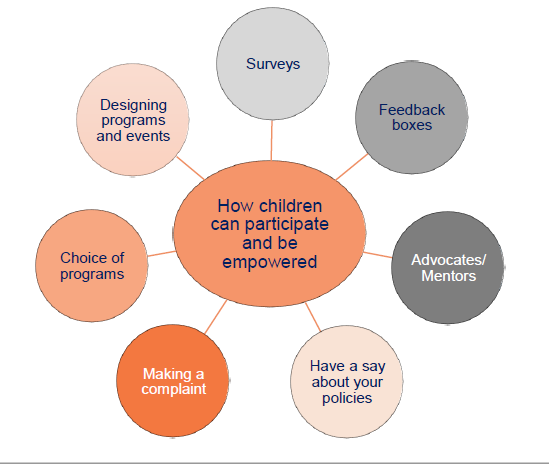 Surveys
Feedback
boxes
Advocates/
Mentors
Have a say
about your
policies
Making a
complaint
Choice of
programs
Designing
programs
and events
How children
can participate
and be
empowered